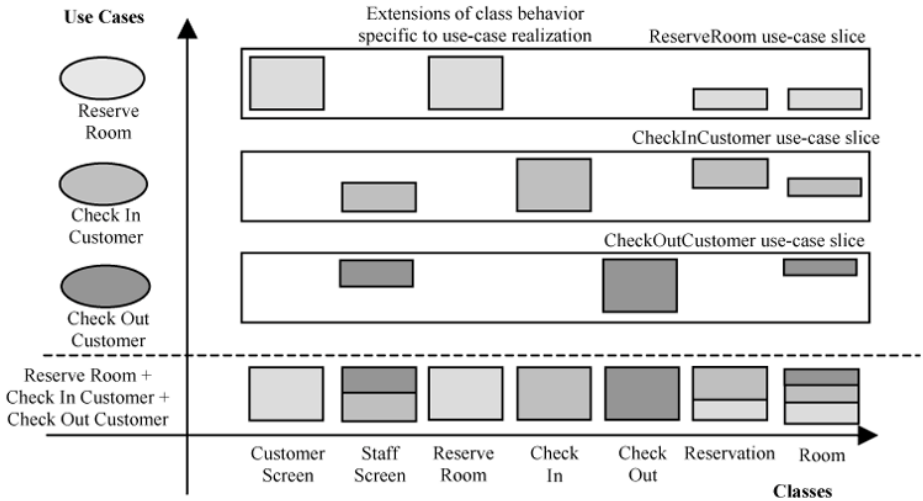 Use Cases
Extensions of class behavior
specific to use-case realization
ReserveRoom use-case slice
Reserve
Room
CheckInCustomer use-case slice
Check In
Customer
CheckOutCustomer use-case slice
Check Out
Customer
Reserve Room +
Check In Customer +
Check Out Customer
Customer
Screen
Staff
Screen
Reserve
Room
Check
In
Check
Out
Reservation
Room
Classes